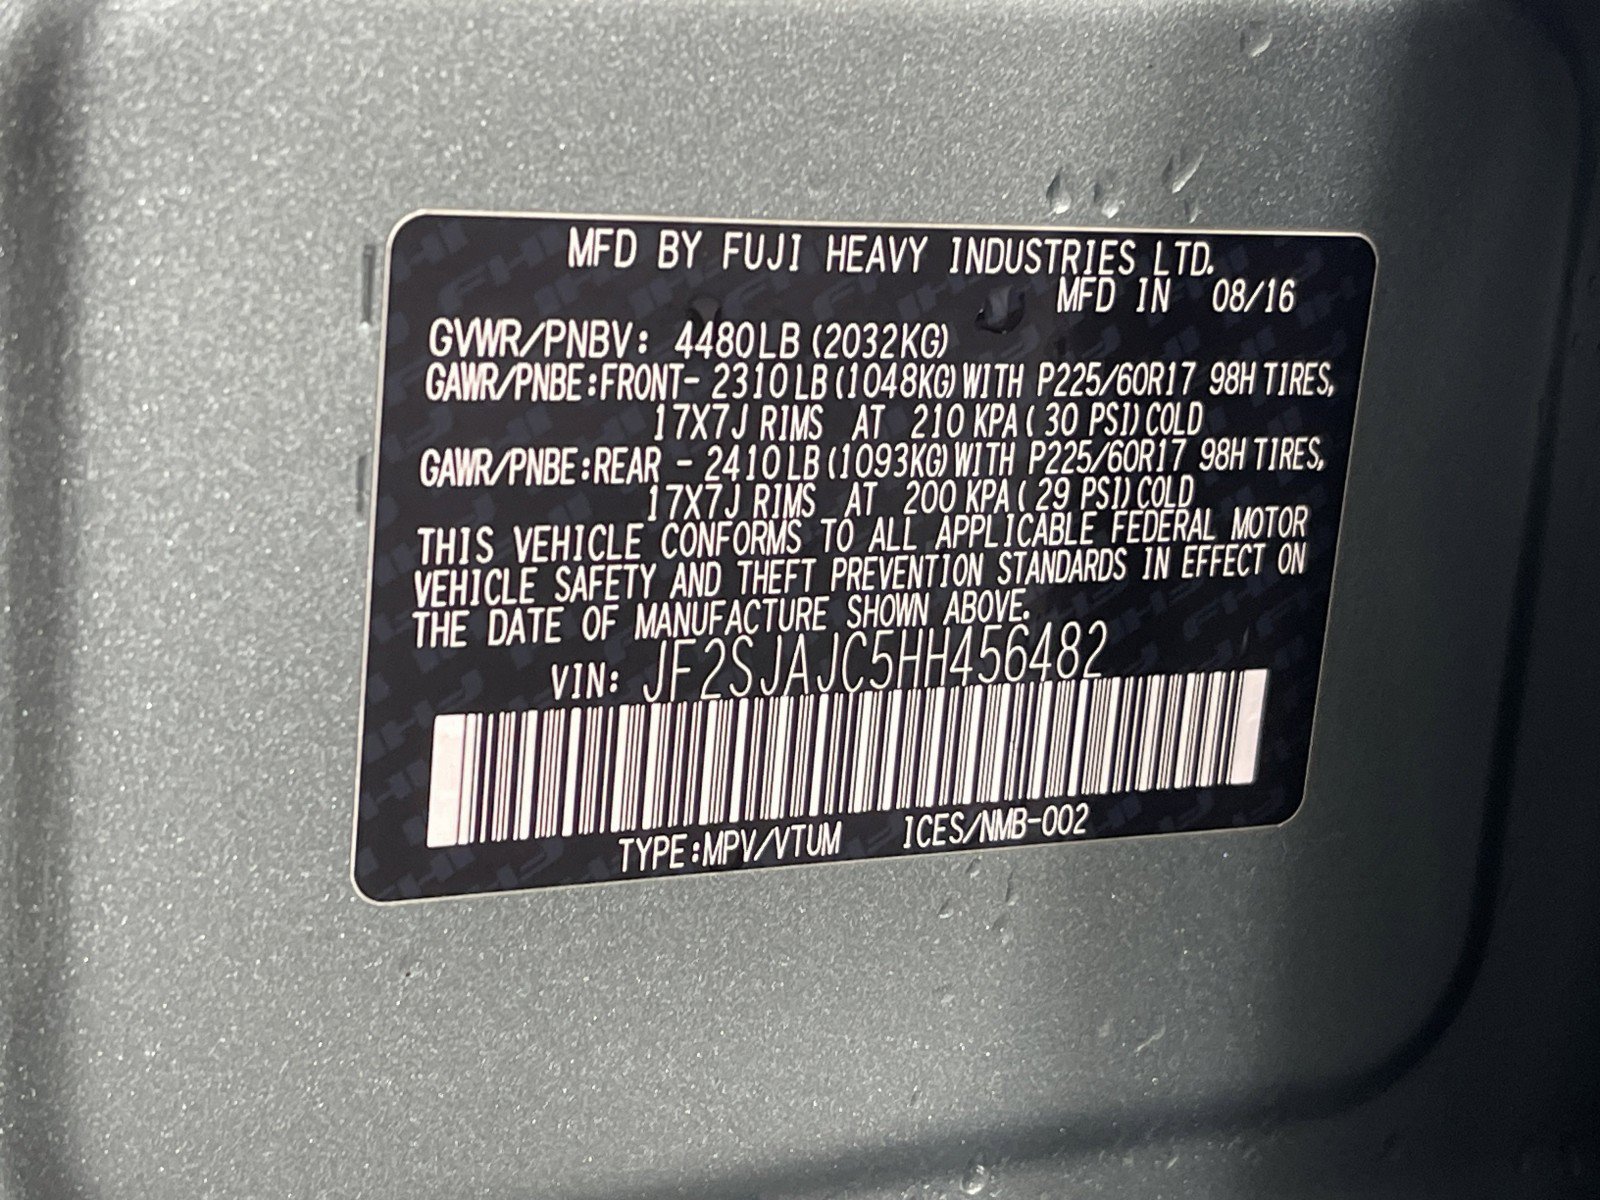 MFD BY FUJI HEAVY INDUSTRIES LTD.
MFD IN 08/16
GVWR/PNBV: 4480LB (2032KG)
GAWR/PNBE:FRONT- 2310LB (1048KG) WITH P225/60R17 98H TIRES,
17X7J RIMS AT 210 KPA ( 30 PSI) COLD
GAWR/PNBE:REAR - 2410LB (1093KG) WITH P225/60R17 98H TIRES,
17X7J RIMS AT 200 KPA ( 29 PSI) COLD
THIS VEHICLE CONFORMS TO ALL APPLICABLE FEDERAL MOTOR
VEHICLE SAFETY AND THEFT PREVENTION STANDARDS IN EFFECT ON
THE DATE OF MANUFACTURE SHOWN ABOVE.
VIN: JF2SJAJC5HH456482
TYPE:MPV/VTUM ICES/NMB-002